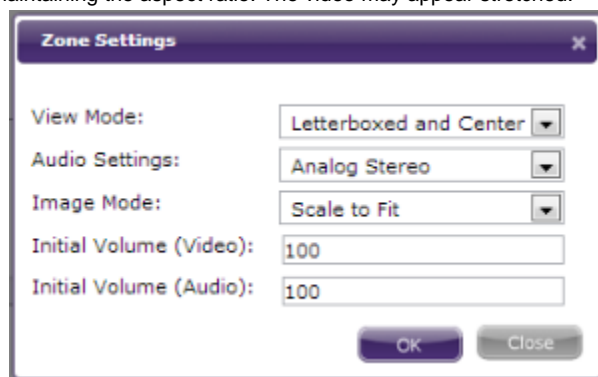 aintaining the aspect ratio. The video may appear stretched.
Zone Settings x
View Mode: Letterboxed and Center
Audio Settings: Analog Stereo
Image Mode: Scale to Fit
Initial Volume (Video): 100
Initial Volume (Audio): 100
OK Close